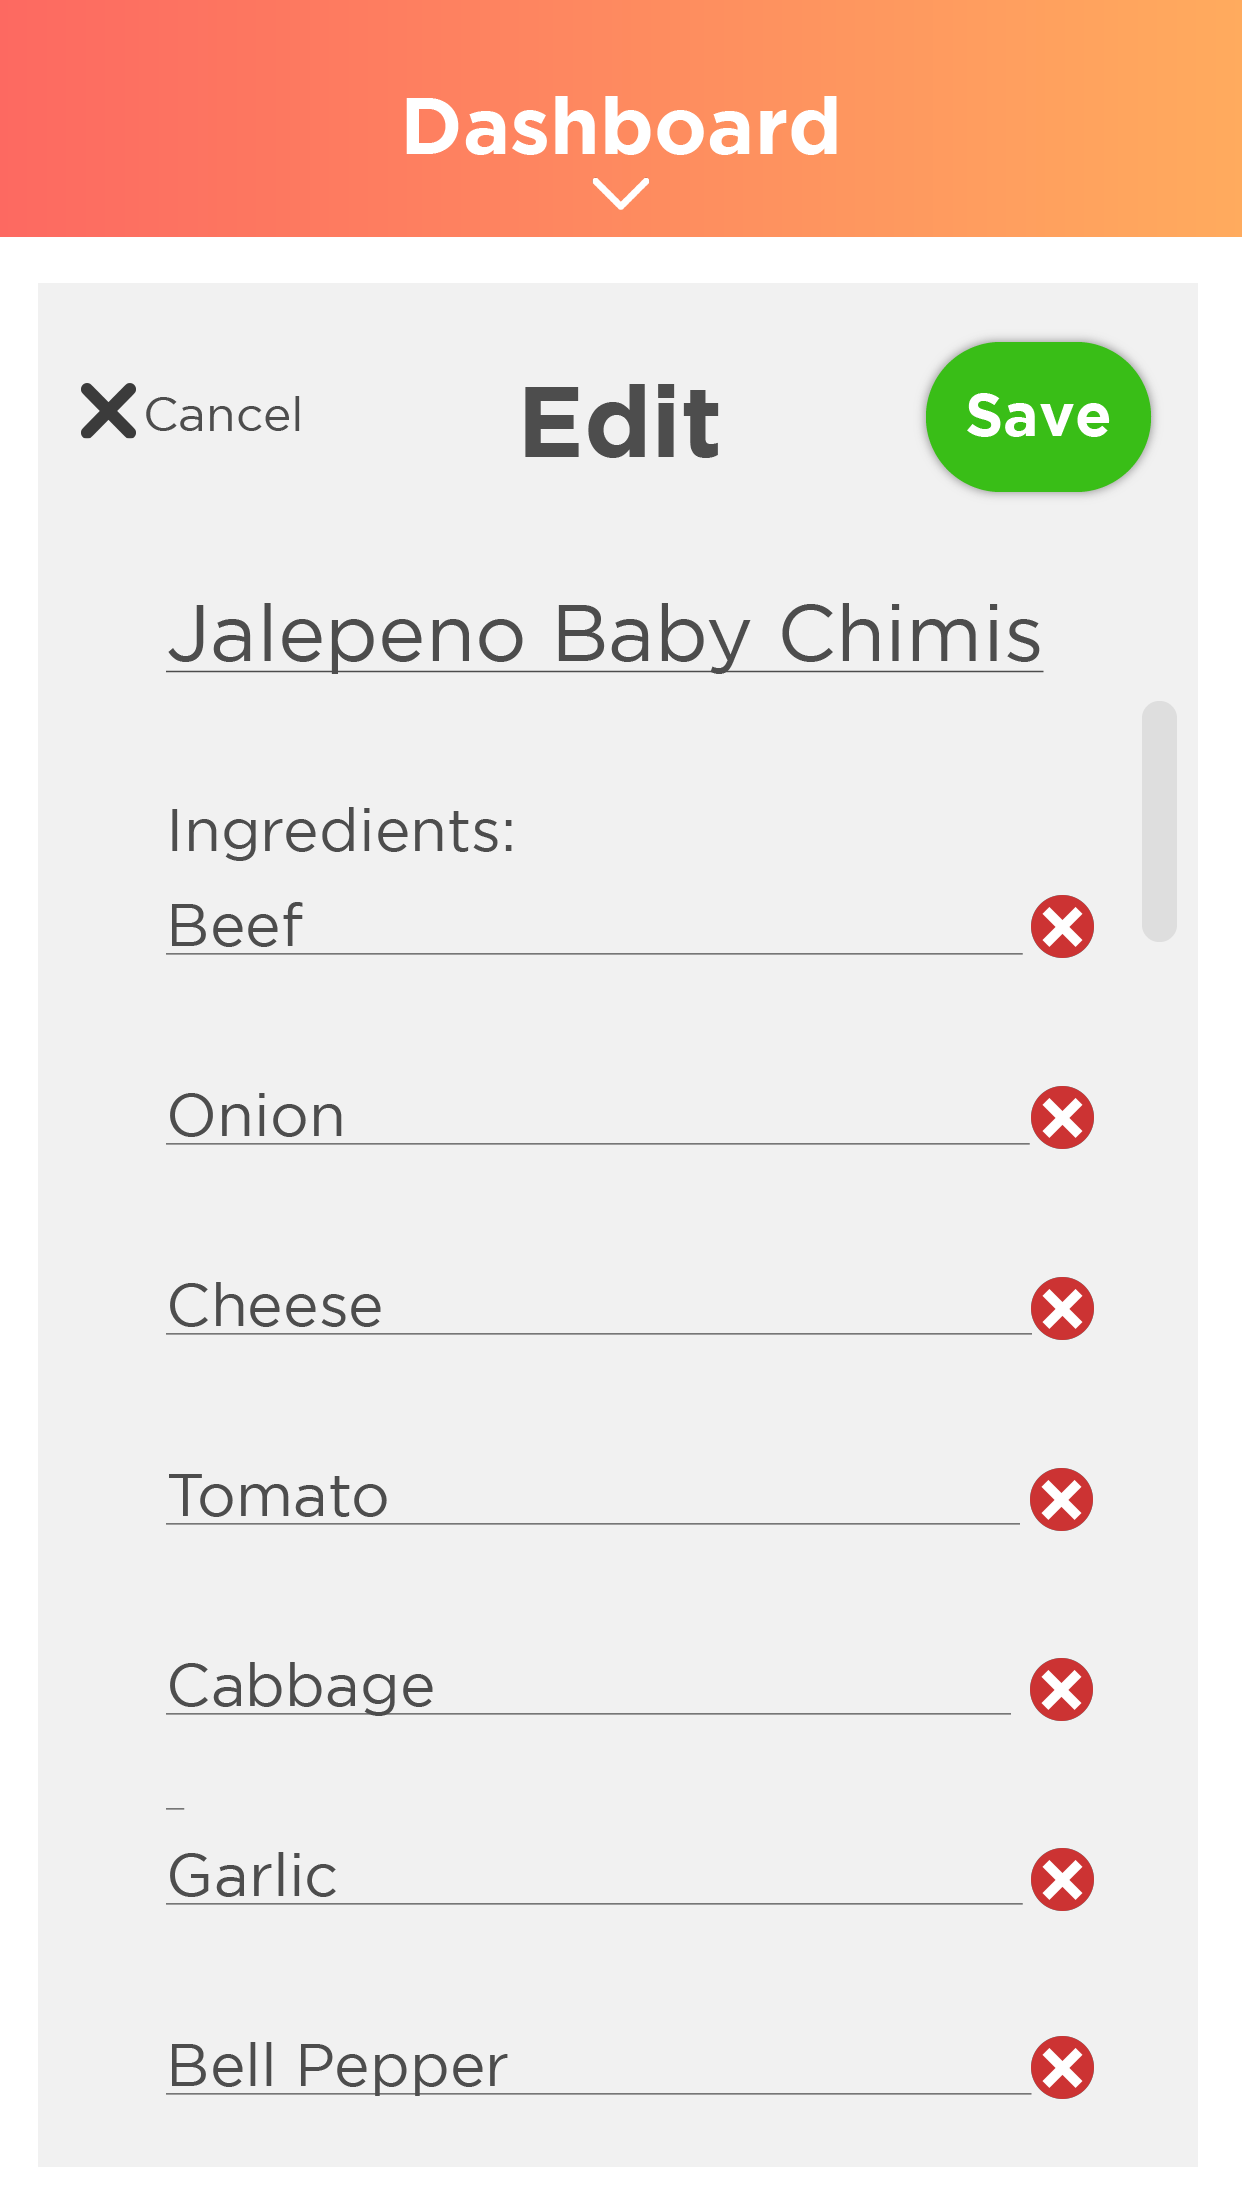 Dashboard
Cancel
Edit
Save
Jalepeno Baby Chimis
Ingredients:
Beef
Onion
Cheese
Tomato
Cabbage
_
Garlic
Bell Pepper